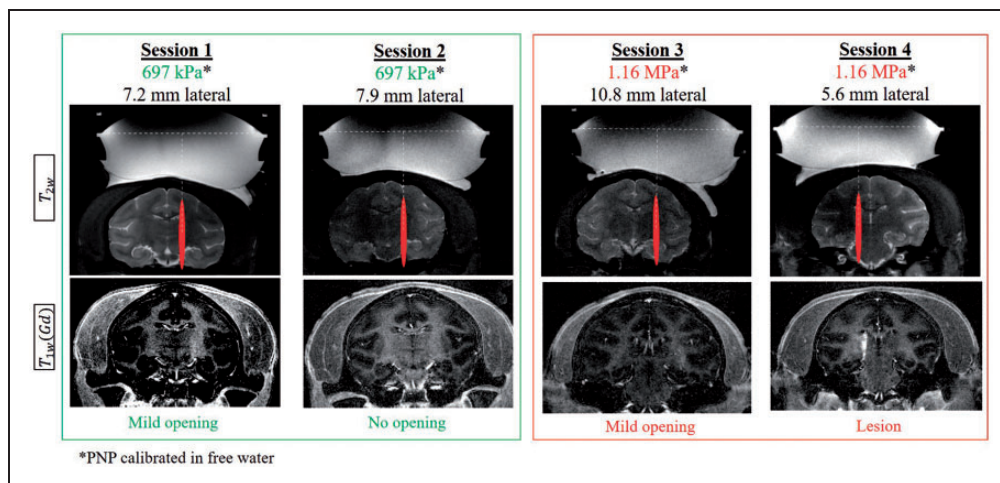 Session 1
697 kPa*
7.2 mm lateral
Session 2
697 kPa*
7.9 mm lateral
Session 3
1.16 MPa*
10.8 mm lateral
Session 4
1.16 MPa*
5.6 mm lateral
T2w
T1w(Gd)
Mild opening
No opening
Mild opening
Lesion
*PNP calibrated in free water